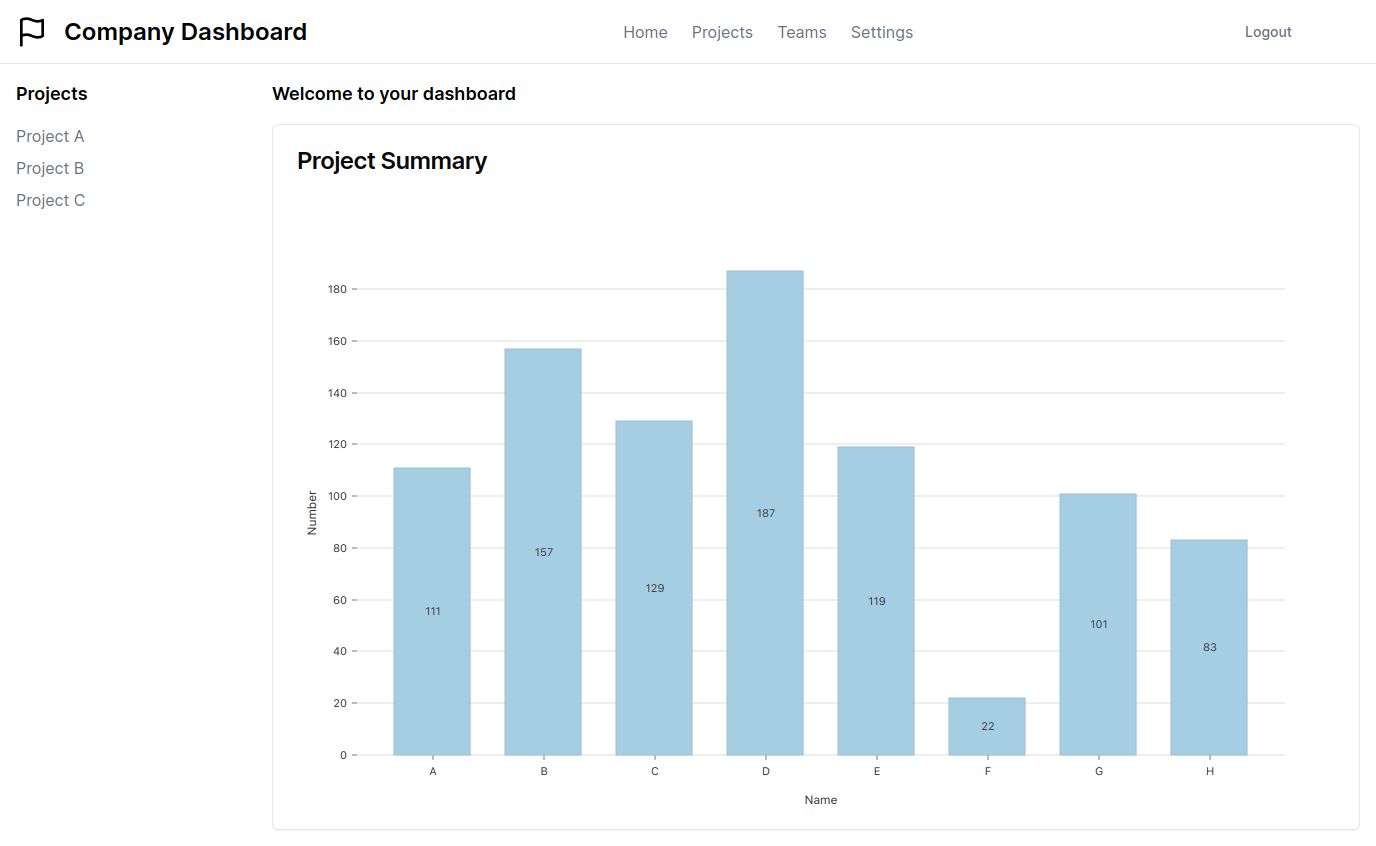 Company Dashboard
Home Projects Teams Settings
Logout
Projects
Project A
Project B
Project C
Welcome to your dashboard
Project Summary
Number
180
160
140
120
100
80
60
40
20
0
111
157
129
187
119
22
101
83
A B C D E F G H
Name